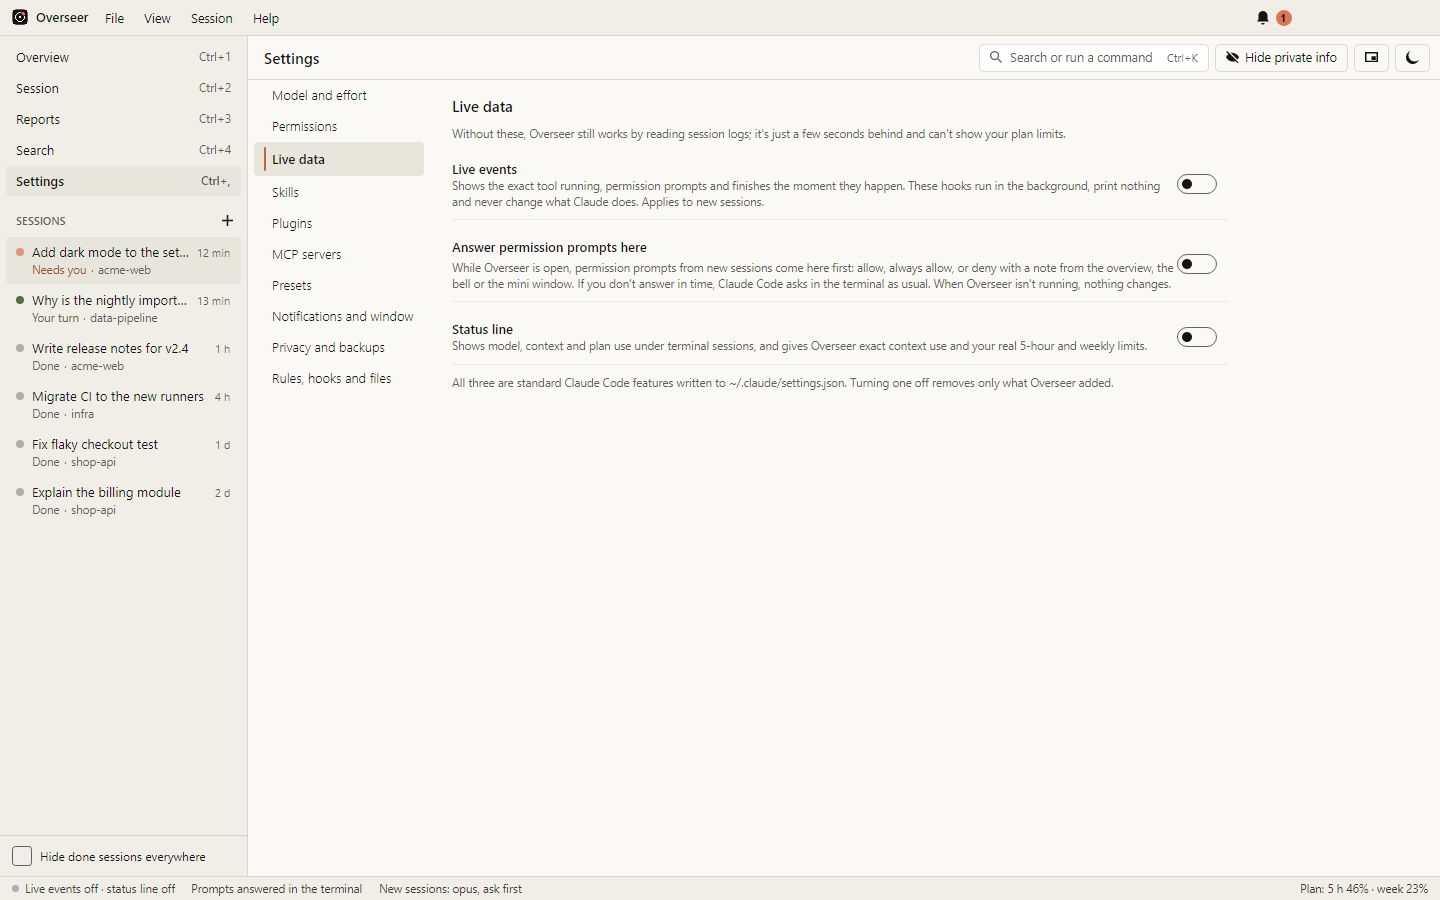 Overseer File View Session Help 1
Overview Ctrl+1
Session Ctrl+2
Reports Ctrl+3
Search Ctrl+4
Settings Ctrl+,
SESSIONS
Add dark mode to the set... 12 min
Needs you · acme-web
Why is the nightly import... 13 min
Your turn · data-pipeline
Write release notes for v2.4 1 h
Done · acme-web
Migrate CI to the new runners 4 h
Done · infra
Fix flaky checkout test 1 d
Done · shop-api
Explain the billing module 2 d
Done · shop-api
Hide done sessions everywhere
Settings
Search or run a command Ctrl+K
Hide private info
Model and effort
Permissions
Live data
Skills
Plugins
MCP servers
Presets
Notifications and window
Privacy and backups
Rules, hooks and files
Live data
Without these, Overseer still works by reading session logs; it's just a few seconds behind and can't show your plan limits.
Live events
Shows the exact tool running, permission prompts and finishes the moment they happen. These hooks run in the background, print nothing
and never change what Claude does. Applies to new sessions.
Answer permission prompts here
While Overseer is open, permission prompts from new sessions come here first: allow, always allow, or deny with a note from the overview, the
bell or the mini window. If you don't answer in time, Claude Code asks in the terminal as usual. When Overseer isn't running, nothing changes.
Status line
Shows model, context and plan use under terminal sessions, and gives Overseer exact context use and your real 5-hour and weekly limits.
All three are standard Claude Code features written to ~/.claude/settings.json. Turning one off removes only what Overseer added.
Live events off · status line off Prompts answered in the terminal New sessions: opus, ask first Plan: 5 h 46% · week 23%